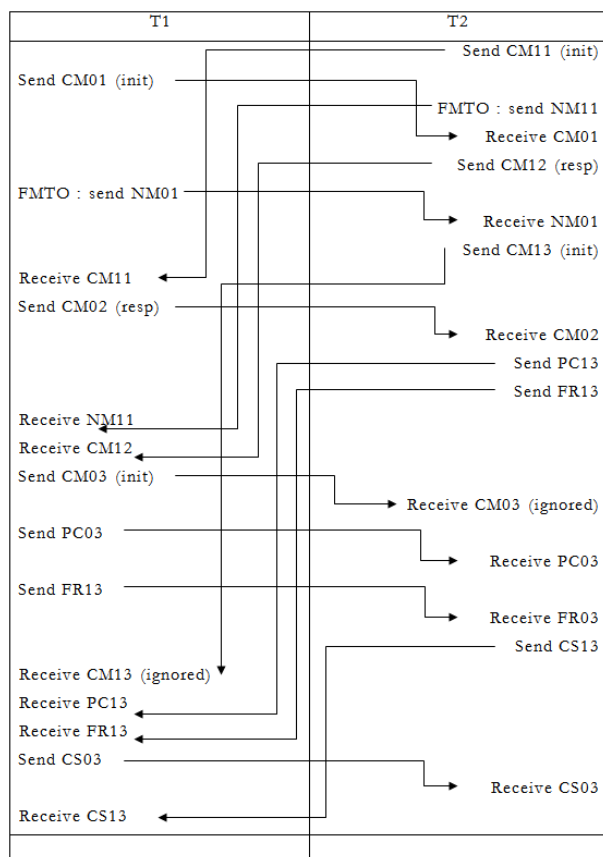 T1 T2
Send CM11 (init)
Send CM01 (init)
FMTO : send NM11
Receive CM01
Send CM12 (resp)
FMTO : send NM01
Receive NM01
Send CM13 (init)
Receive CM11
Send CM02 (resp)
Receive CM02
Send PC13
Send FR13
Receive NM11
Receive CM12
Send CM03 (init)
Receive CM03 (ignored)
Send PC03
Receive PC03
Send FR13
Receive FR03
Send CS13
Receive CM13 (ignored)
Receive PC13
Receive FR13
Send CS03
Receive CS03
Receive CS13